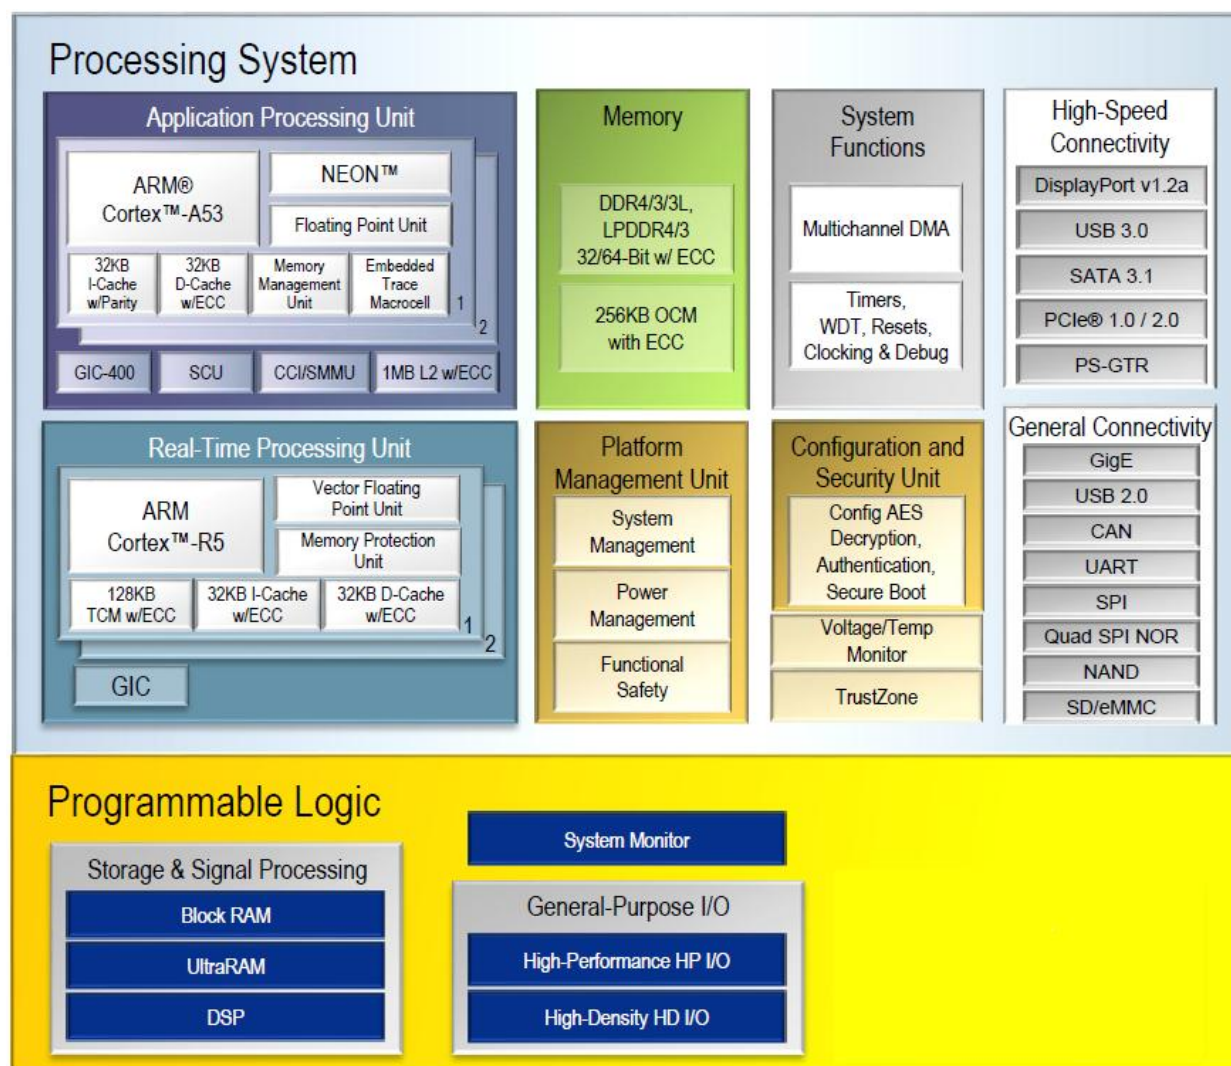 Processing System
Application Processing Unit
ARM®
Cortex™-A53
NEON™
Floating Point Unit
32KB
I-Cache
w/Parity
32KB
D-Cache
w/ECC
Memory
Management
Unit
Embedded
Trace
Macrocell
1
2
GIC-400
SCU
CCI/SMMU
1MB L2 w/ECC
Memory
DDR4/3/3L,
LPDDR4/3
32/64-Bit w/ ECC
256KB OCM
with ECC
System
Functions
Multichannel DMA
Timers,
WDT, Resets,
Clocking & Debug
High-Speed
Connectivity
DisplayPort v1.2a
USB 3.0
SATA 3.1
PCIe® 1.0 / 2.0
PS-GTR
Real-Time Processing Unit
ARM
Cortex™-R5
Vector Floating
Point Unit
Memory Protection
Unit
128KB
TCM w/ECC
32KB I-Cache
w/ECC
32KB D-Cache
w/ECC
1
2
GIC
Platform
Management Unit
System
Management
Power
Management
Functional
Safety
Configuration and
Security Unit
Config AES
Decryption,
Authentication,
Secure Boot
Voltage/Temp
Monitor
TrustZone
General Connectivity
GigE
USB 2.0
CAN
UART
SPI
Quad SPI NOR
NAND
SD/eMMC
Programmable Logic
Storage & Signal Processing
Block RAM
UltraRAM
DSP
System Monitor
General-Purpose I/O
High-Performance HP I/O
High-Density HD I/O